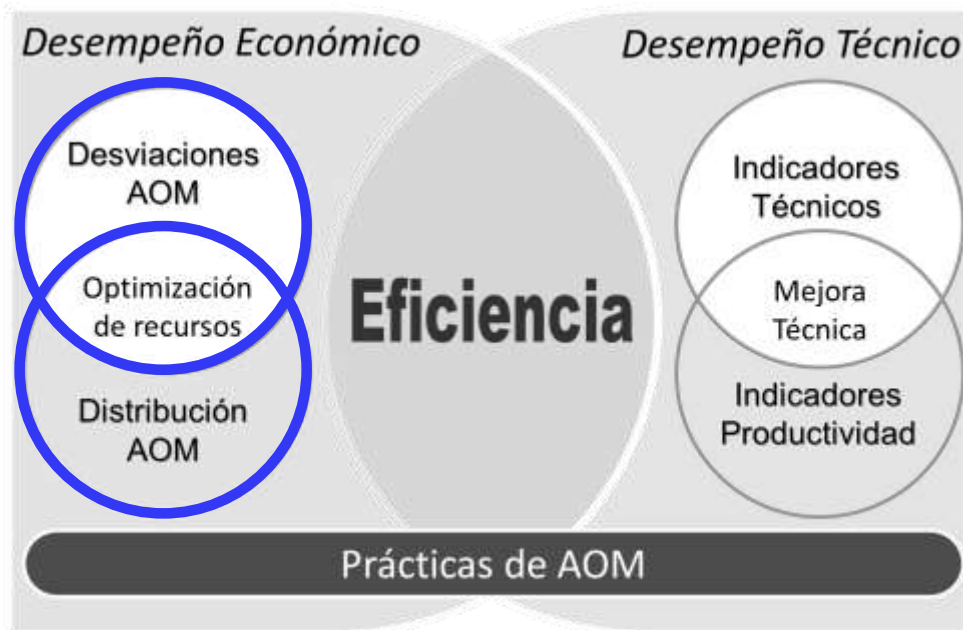 Desempeño Económico
Desempeño Técnico
Desviaciones
AOM
Optimización
de recursos
Distribución
AOM
Eficiencia
Indicadores
Técnicos
Mejora
Técnica
Indicadores
Productividad
Prácticas de AOM